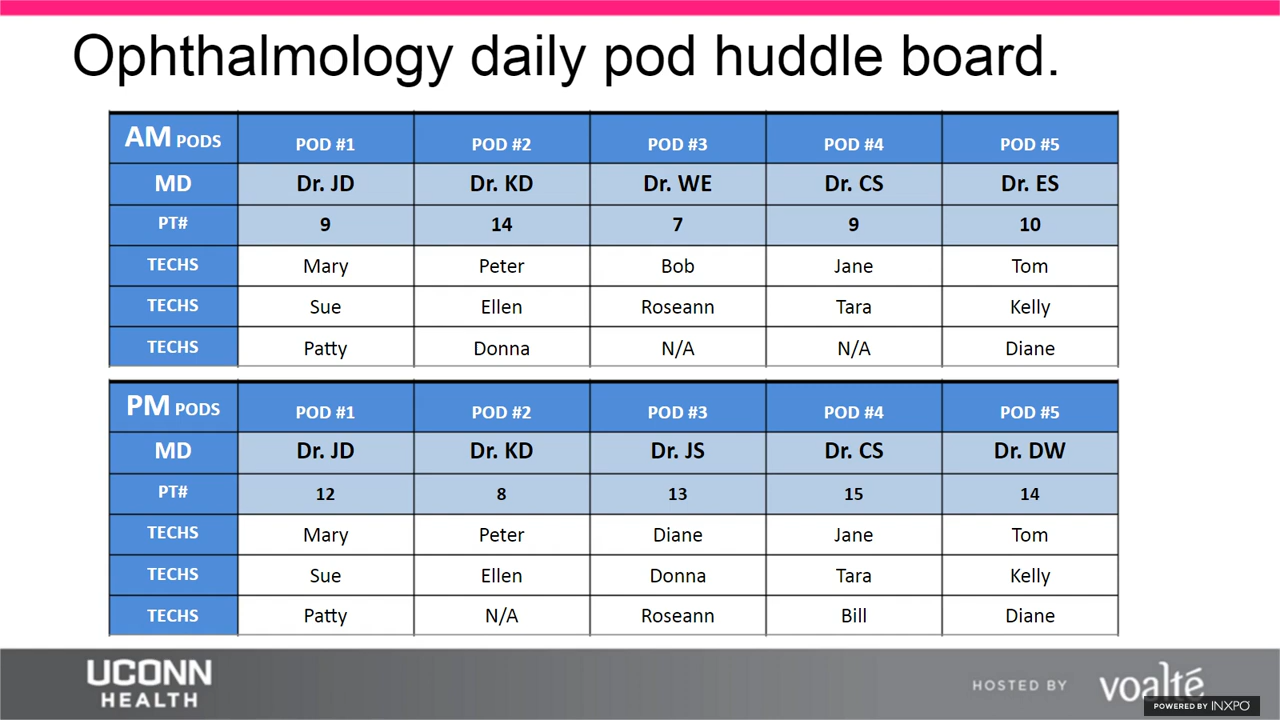 Ophthalmology daily pod huddle board.
AM PODS POD #1 POD #2 POD #3 POD #4 POD #5
MD Dr. JD Dr. KD Dr. WE Dr. CS Dr. ES
PT# 9 14 7 9 10
TECHS Mary Peter Bob Jane Tom
TECHS Sue Ellen Roseann Tara Kelly
TECHS Patty Donna N/A N/A Diane
PM PODS POD #1 POD #2 POD #3 POD #4 POD #5
MD Dr. JD Dr. KD Dr. JS Dr. CS Dr. DW
PT# 12 8 13 15 14
TECHS Mary Peter Diane Jane Tom
TECHS Sue Ellen Donna Tara Kelly
TECHS Patty N/A Roseann Bill Diane
UCONN
HEALTH
HOSTED BY voalté
POWERED BY INXPO